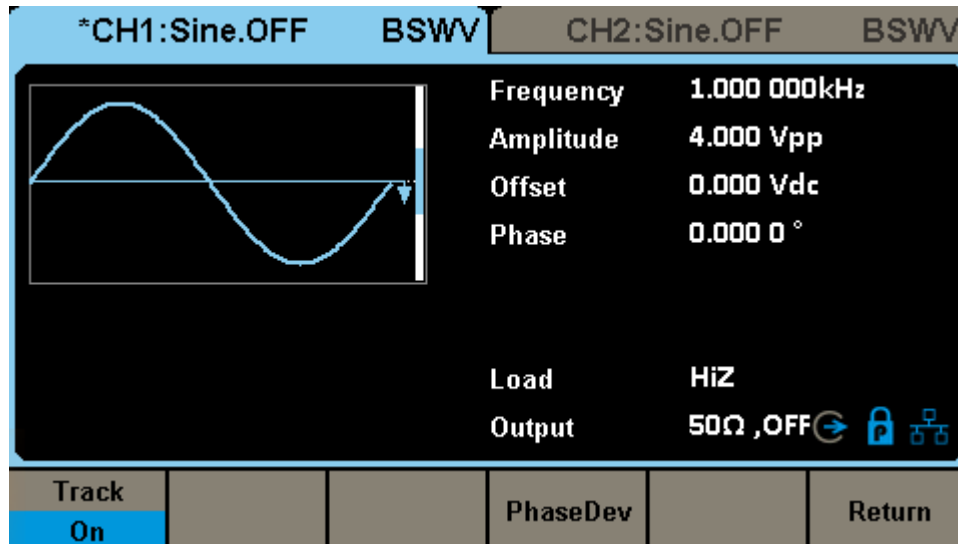 *CH1:Sine.OFF BSWV
CH2:Sine.OFF BSWV
Frequency 1.000 000kHz
Amplitude 4.000 Vpp
Offset 0.000 Vdc
Phase 0.000 0 °
Load HiZ
Output 50Ω ,OFF
P
Track
On
PhaseDev
Return